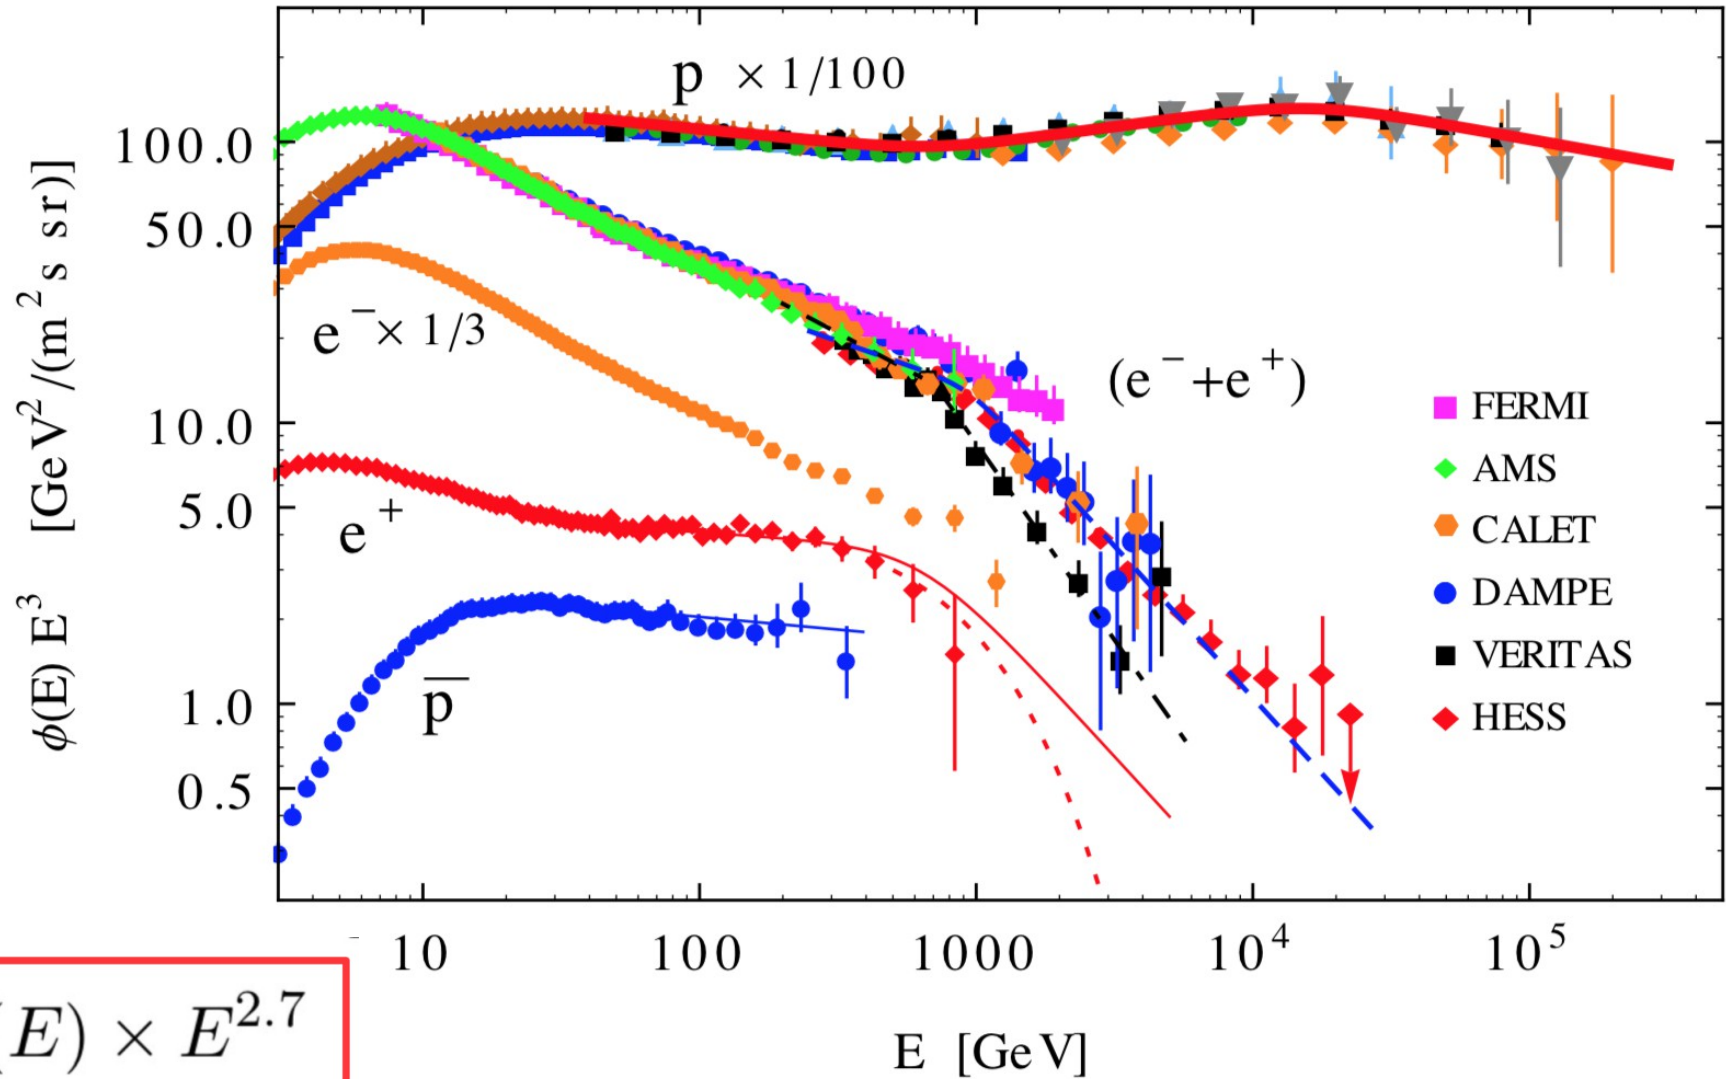 p × 1/100
100.0
50.0
10.0
5.0
1.0
0.5
ϕ(E) E³ [GeV²/(m² s sr)]
e⁻ × 1/3
e⁺
p̄
(e⁻+e⁺)
FERMI
AMS
CALET
DAMPE
VERITAS
HESS
10 100 1000 10⁴ 10⁵
E [GeV]
(E) × E^2.7